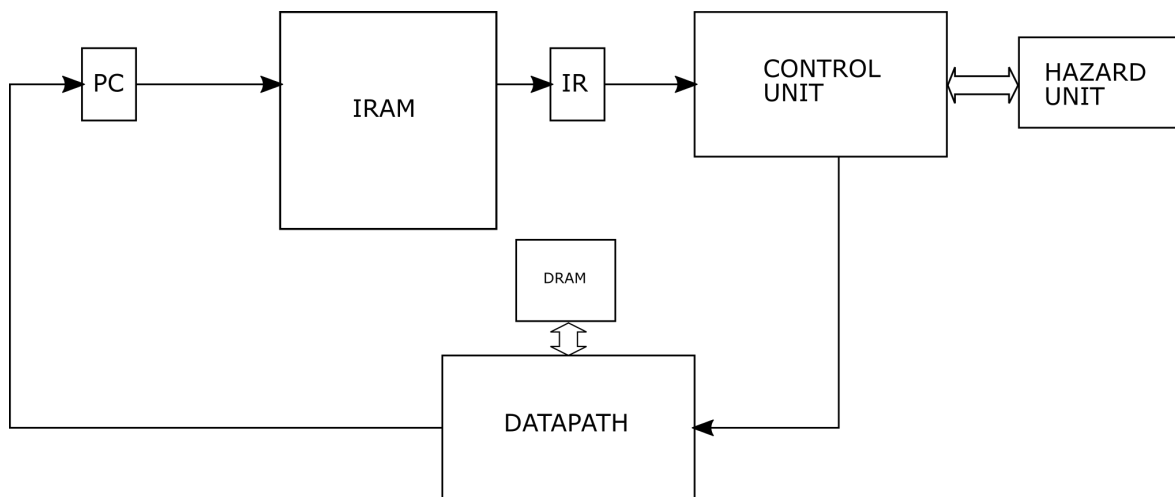 PC
IRAM
IR
CONTROL
UNIT
HAZARD
UNIT
DRAM
DATAPATH